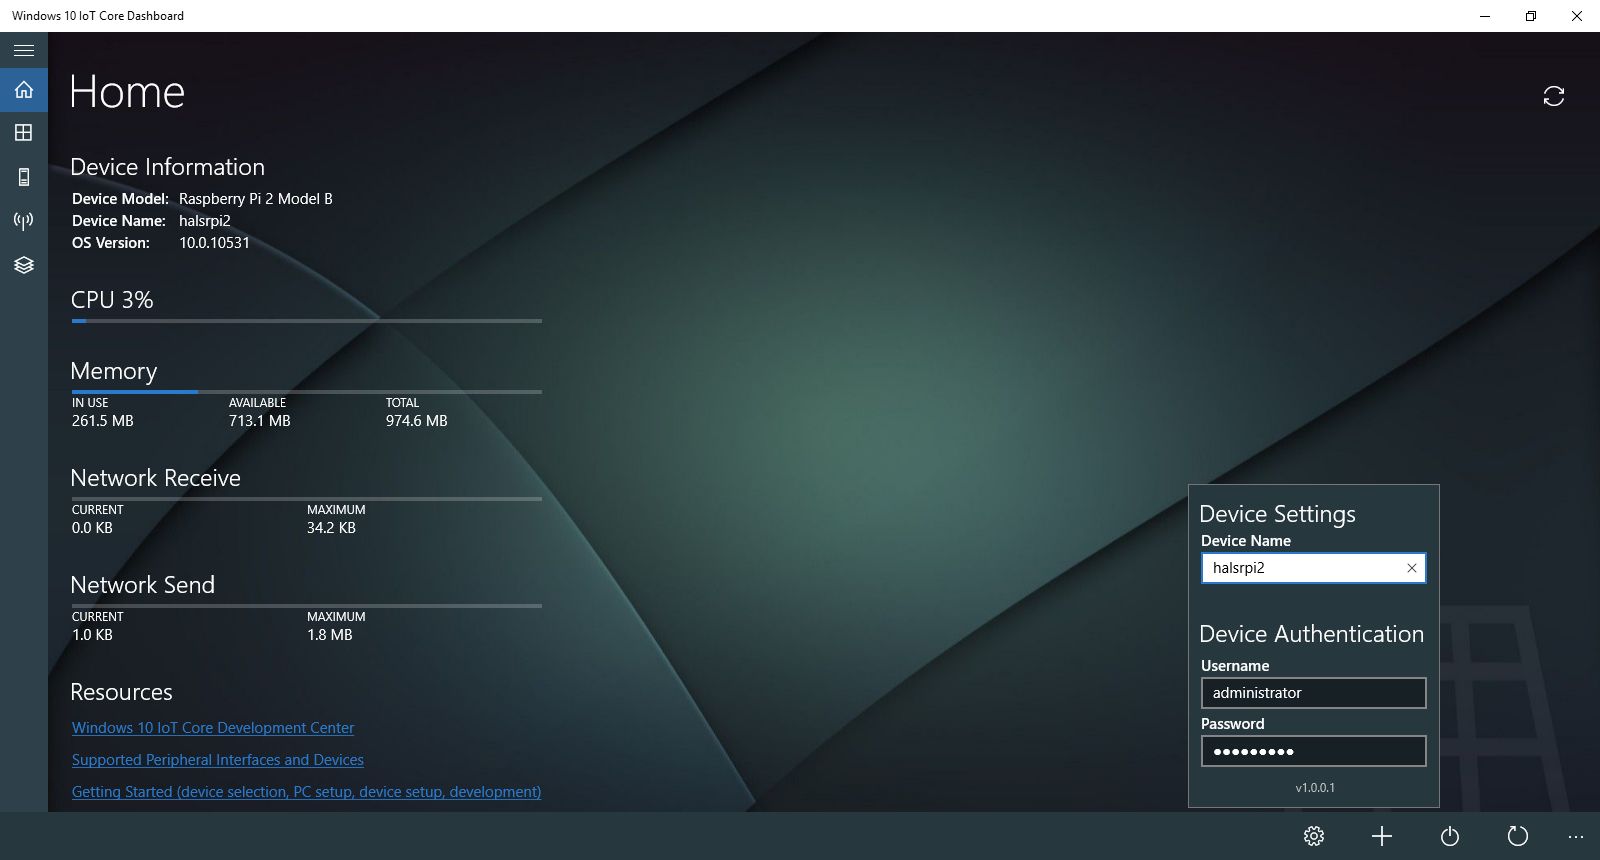 Windows 10 IoT Core Dashboard
Home
Device Information
Device Model: Raspberry Pi 2 Model B
Device Name: halsrpi2
OS Version: 10.0.10531
CPU 3%
Memory
IN USE AVAILABLE TOTAL
261.5 MB 713.1 MB 974.6 MB
Network Receive
CURRENT MAXIMUM
0.0 KB 34.2 KB
Network Send
CURRENT MAXIMUM
1.0 KB 1.8 MB
Resources
Windows 10 IoT Core Development Center
Supported Peripheral Interfaces and Devices
Getting Started (device selection, PC setup, device setup, development)
Device Settings
Device Name
halsrpi2
Device Authentication
Username
administrator
Password
●●●●●●●●●
v1.0.0.1